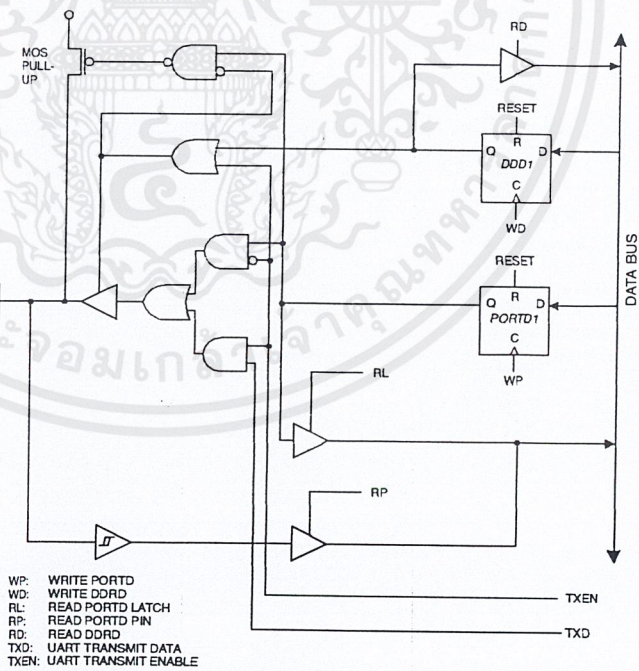 RD
MOS
PULL-
UP
RESET
R
Q D
DDD1
C
WD
RESET
R
Q D
PORTD1
C
WP
DATA BUS
RL
RP
WP: WRITE PORTD
WD: WRITE DDRD
RL: READ PORTD LATCH
RP: READ PORTD PIN
RD: READ DDRD
TXD: UART TRANSMIT DATA
TXEN: UART TRANSMIT ENABLE
TXEN
TXD